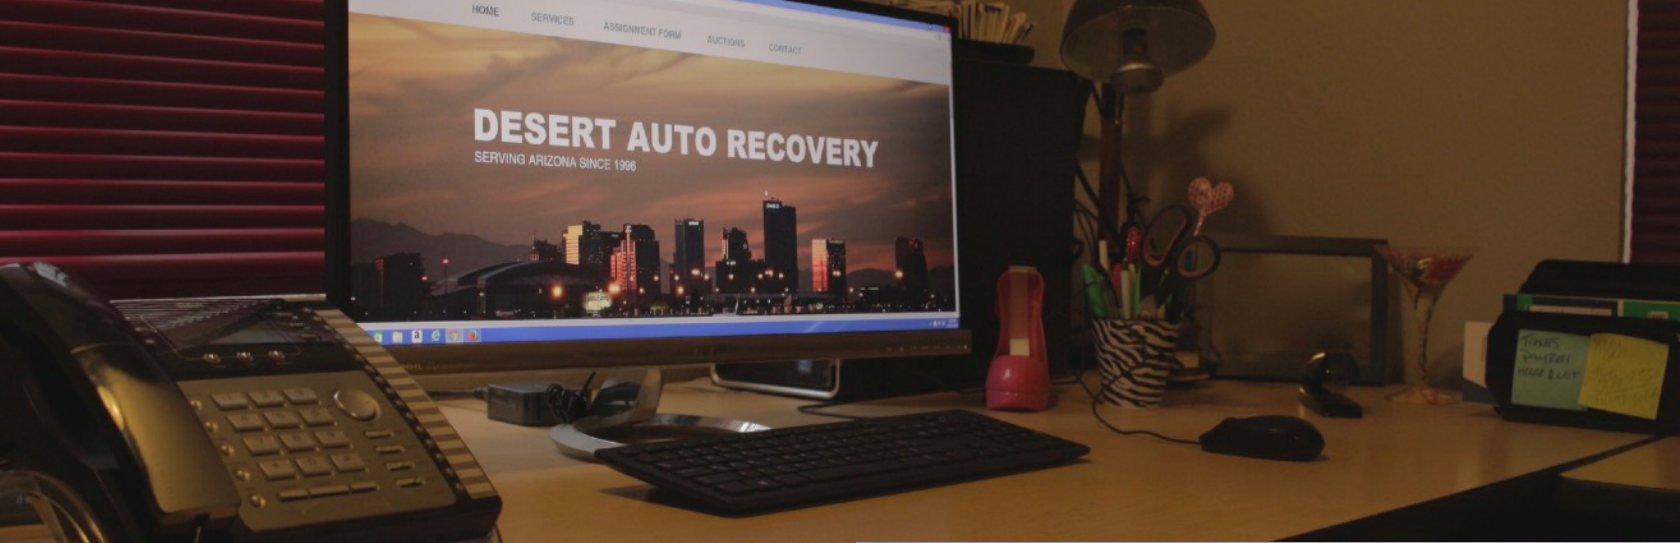 HOME SERVICES ASSIGNMENT FORM AUCTIONS CONTACT
DESERT AUTO RECOVERY
SERVING ARIZONA SINCE 1996